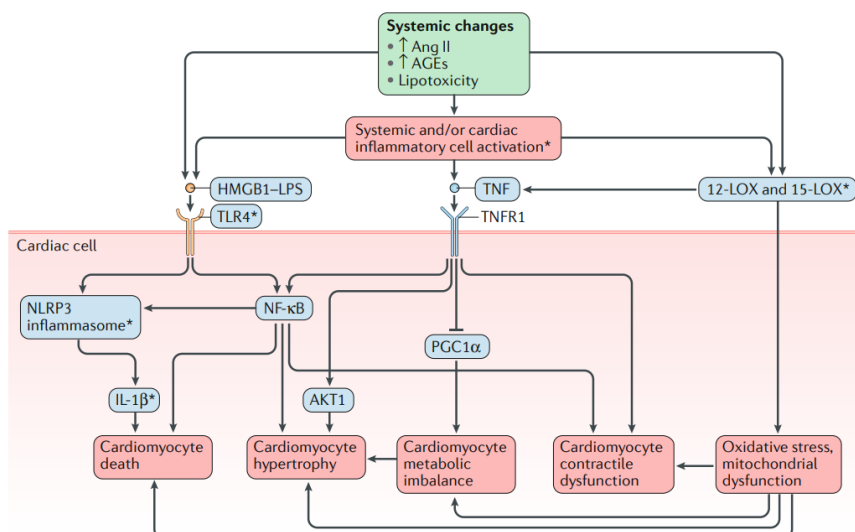 Systemic changes
• ↑ Ang II
• ↑ AGEs
• Lipotoxicity
Systemic and/or cardiac
inflammatory cell activation*
HMGB1–LPS
TNF
12-LOX and 15-LOX*
TLR4*
TNFR1
Cardiac cell
NLRP3
inflammasome*
NF-κB
PGC1α
IL-1β*
AKT1
Cardiomyocyte
death
Cardiomyocyte
hypertrophy
Cardiomyocyte
metabolic
imbalance
Cardiomyocyte
contractile
dysfunction
Oxidative stress,
mitochondrial
dysfunction